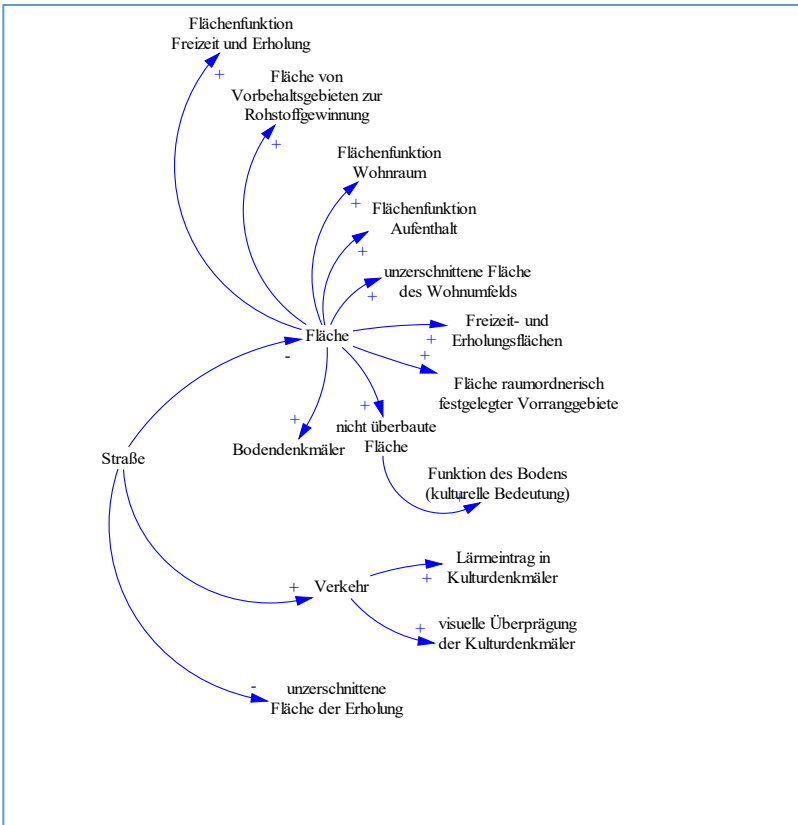 Flächenfunktion
Freizeit und Erholung
+
Fläche von
Vorbehaltsgebieten zur
Rohstoffgewinnung
+
Flächenfunktion
Wohnraum
+
Flächenfunktion
Aufenthalt
+
unzerschnittene Fläche
des Wohnumfelds
+
Freizeit- und
Erholungsflächen
+
Fläche
-
+
Fläche raumordnerisch
festgelegter Vorranggebiete
+
nicht überbaute
Fläche
+
Bodendenkmäler
Straße
Funktion des Bodens
(kulturelle Bedeutung)
+
Lärmeintrag in
Kulturdenkmäler
+
+
Verkehr
+
visuelle Überprägung
der Kulturdenkmäler
-
unzerschnittene
Fläche der Erholung